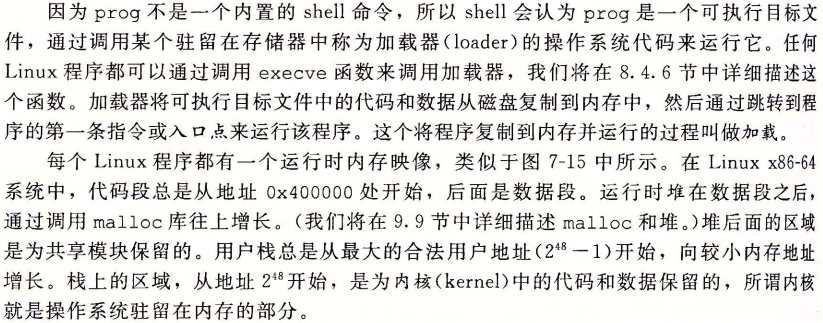 因为 prog 不是一个内置的 shell 命令，所以 shell 会认为 prog 是一个可执行目标文
件，通过调用某个驻留在存储器中称为加载器(loader)的操作系统代码来运行它。任何
Linux 程序都可以通过调用 execve 函数来调用加载器，我们将在 8.4.6 节中详细描述这
个函数。加载器将可执行目标文件中的代码和数据从磁盘复制到内存中，然后通过跳转到程
序的第一条指令或入口点来运行该程序。这个将程序复制到内存并运行的过程叫做加载。
每个 Linux 程序都有一个运行时内存映像，类似于图 7-15 中所示。在 Linux x86-64
系统中，代码段总是从地址 0x400000 处开始，后面是数据段。运行时堆在数据段之后，
通过调用 malloc 库往上增长。（我们将在 9.9 节中详细描述 malloc 和堆。）堆后面的区域
是为共享模块保留的。用户栈总是从最大的合法用户地址(2⁴⁸－1)开始，向较小内存地址
增长。栈上的区域，从地址 2⁴⁸ 开始，是为内核(kernel)中的代码和数据保留的，所谓内核
就是操作系统驻留在内存的部分。